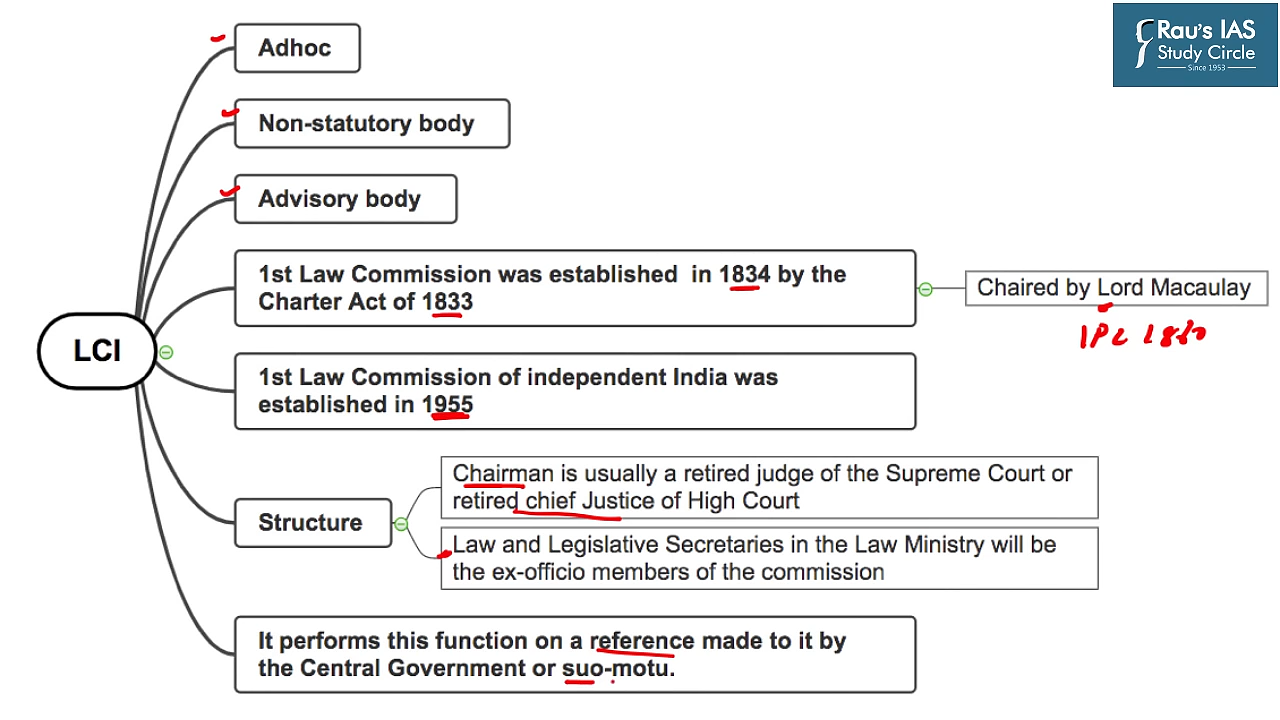 Rau's IAS
Study Circle
Since 1953
Adhoc
Non-statutory body
Advisory body
1st Law Commission was established in 1834 by the
Charter Act of 1833
Chaired by Lord Macaulay
IPC 1860
LCI
1st Law Commission of independent India was
established in 1955
Structure
Chairman is usually a retired judge of the Supreme Court or
retired chief Justice of High Court
Law and Legislative Secretaries in the Law Ministry will be
the ex-officio members of the commission
It performs this function on a reference made to it by
the Central Government or suo-motu.